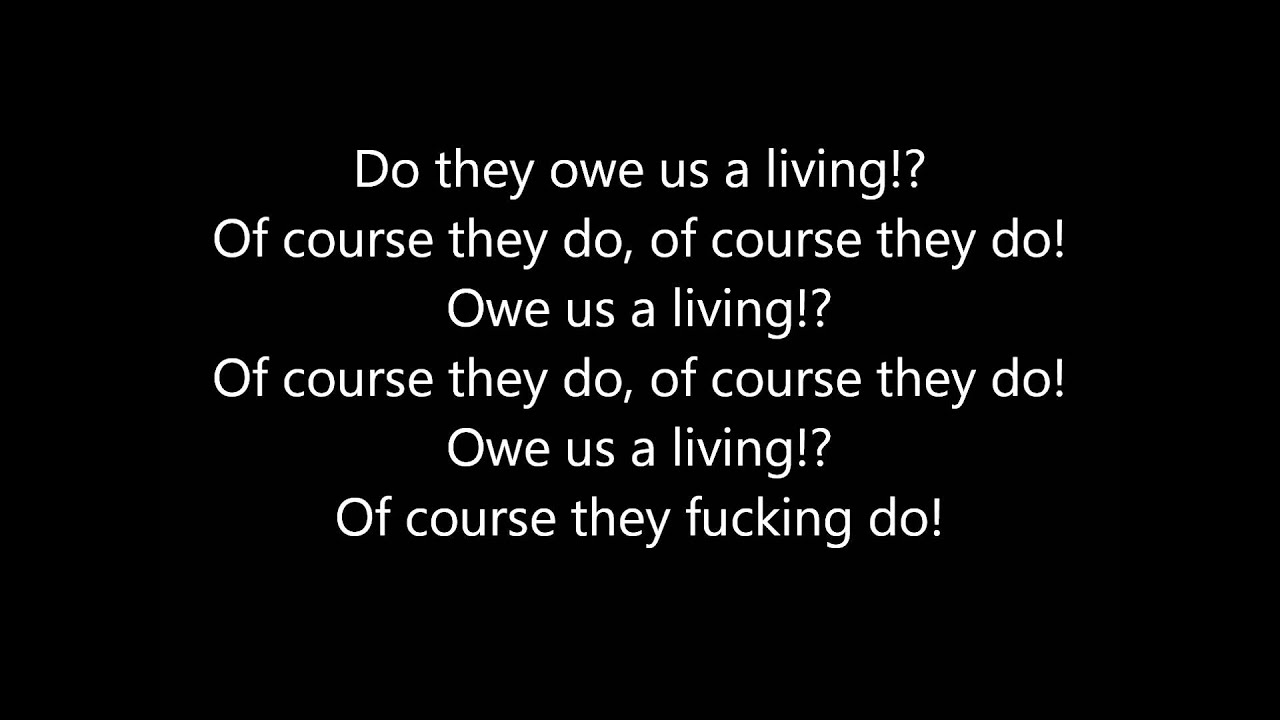 Do they owe us a living!?
Of course they do, of course they do!
Owe us a living!?
Of course they do, of course they do!
Owe us a living!?
Of course they fucking do!